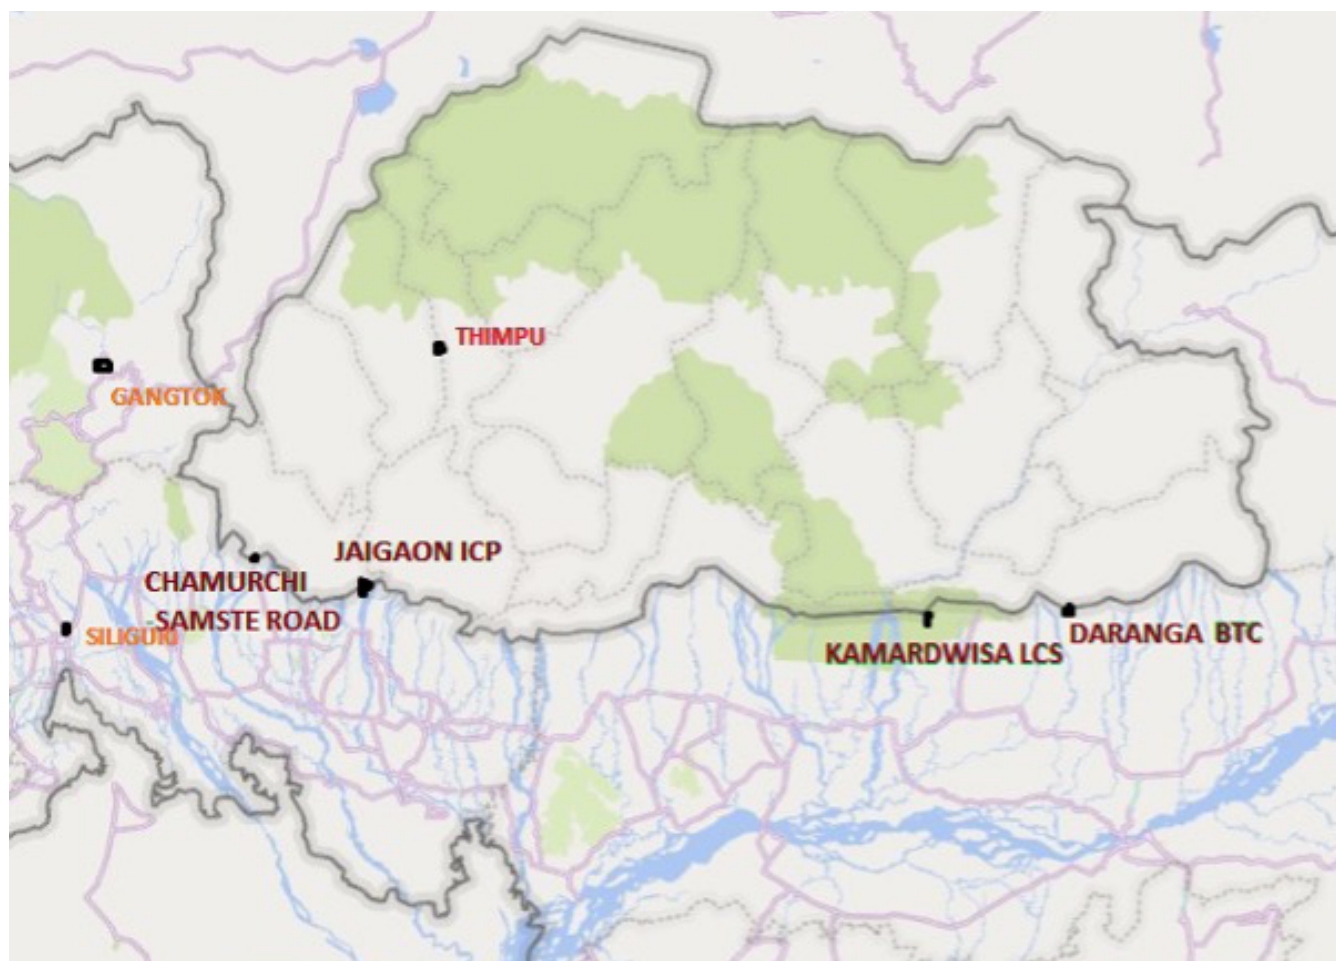 THIMPU
GANGTOK
JAIGAON ICP
CHAMURCHI
SAMSTE ROAD
SILIGURI
KAMARDWISA LCS
DARANGA BTC